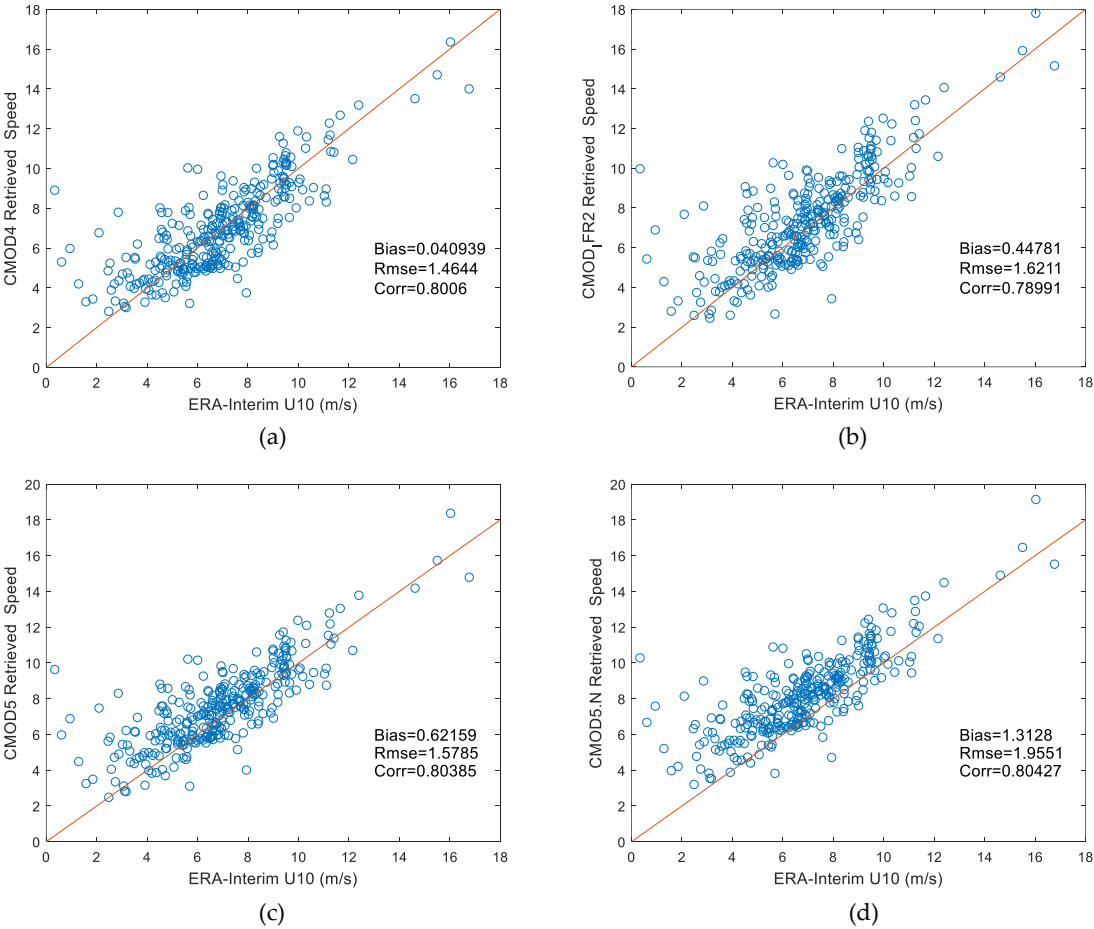 18
16
14
12
10
8
6
4
2
0
CMOD4 Retrieved Speed
Bias=0.040939
Rmse=1.4644
Corr=0.8006
0 2 4 6 8 10 12 14 16 18
ERA-Interim U10 (m/s)
(a)
18
16
14
12
10
8
6
4
2
0
CMOD_IFR2 Retrieved Speed
Bias=0.44781
Rmse=1.6211
Corr=0.78991
0 2 4 6 8 10 12 14 16 18
ERA-Interim U10 (m/s)
(b)
20
18
16
14
12
10
8
6
4
2
0
CMOD5 Retrieved Speed
Bias=0.62159
Rmse=1.5785
Corr=0.80385
0 2 4 6 8 10 12 14 16 18
ERA-Interim U10 (m/s)
(c)
20
18
16
14
12
10
8
6
4
2
0
CMOD5.N Retrieved Speed
Bias=1.3128
Rmse=1.9551
Corr=0.80427
0 2 4 6 8 10 12 14 16 18
ERA-Interim U10 (m/s)
(d)